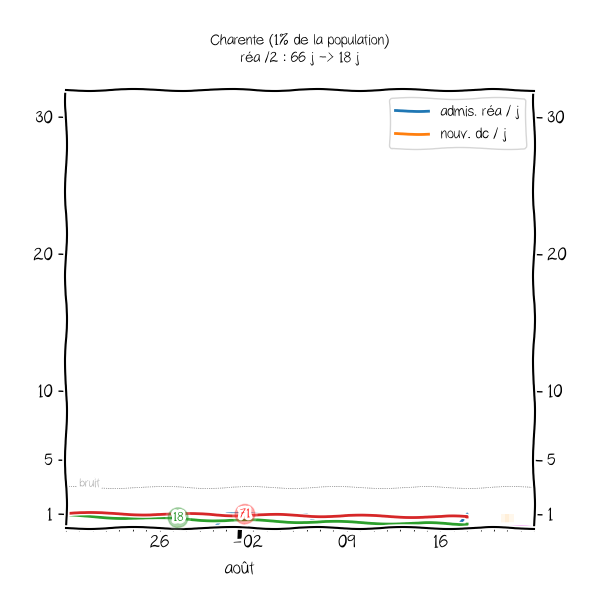 Charente (1% de la population)
réa /2 : 66 j -> 18 j
admis. réa / j
nouv. dc / j
30
30
20
20
10
10
5
5
bruit
1
18
71
1
26
02
09
16
août